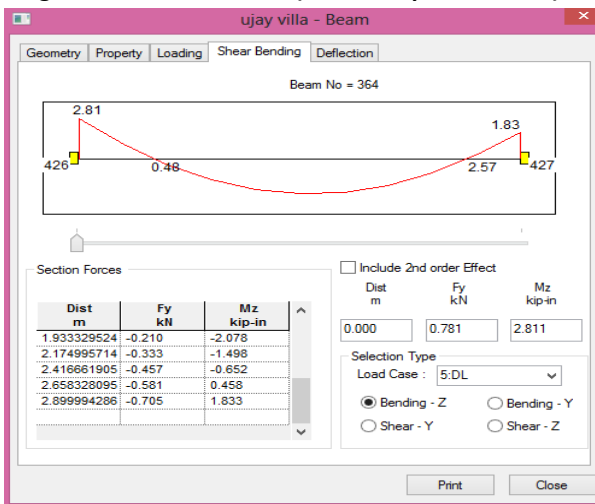 ujay villa - Beam
Geometry Property Loading Shear Bending Deflection
Beam No = 364
2.81
1.83
426 0.48 2.57 427
Section Forces
Dist m Fy kN Mz kip-in
1.933329524 -0.210 -2.078
2.174995714 -0.333 -1.498
2.416661905 -0.457 -0.652
2.658328095 -0.581 0.458
2.899994286 -0.705 1.833
Include 2nd order Effect
Dist m Fy kN Mz kip-in
0.000 0.781 2.811
Selection Type
Load Case : 5:DL
Bending - Z Bending - Y
Shear - Y Shear - Z
Print Close